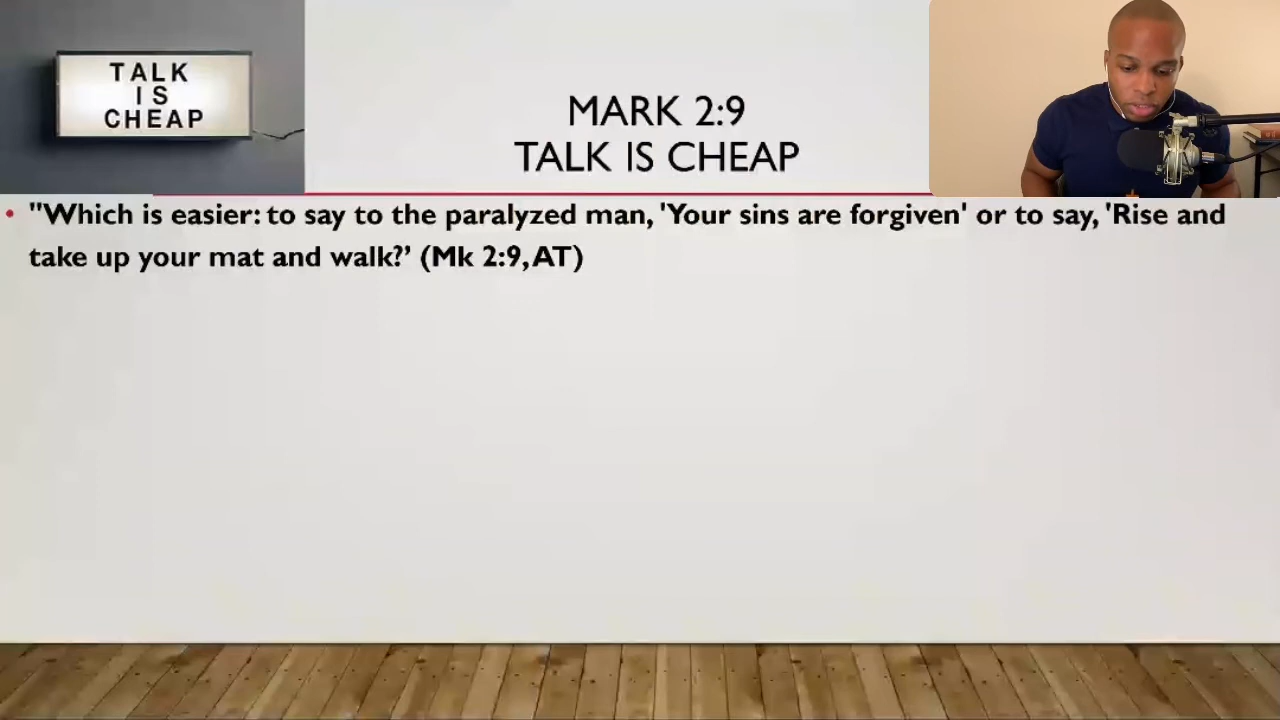 TALK
IS
CHEAP
MARK 2:9
TALK IS CHEAP
"Which is easier: to say to the paralyzed man, 'Your sins are forgiven' or to say, 'Rise and
take up your mat and walk?’ (Mk 2:9, AT)